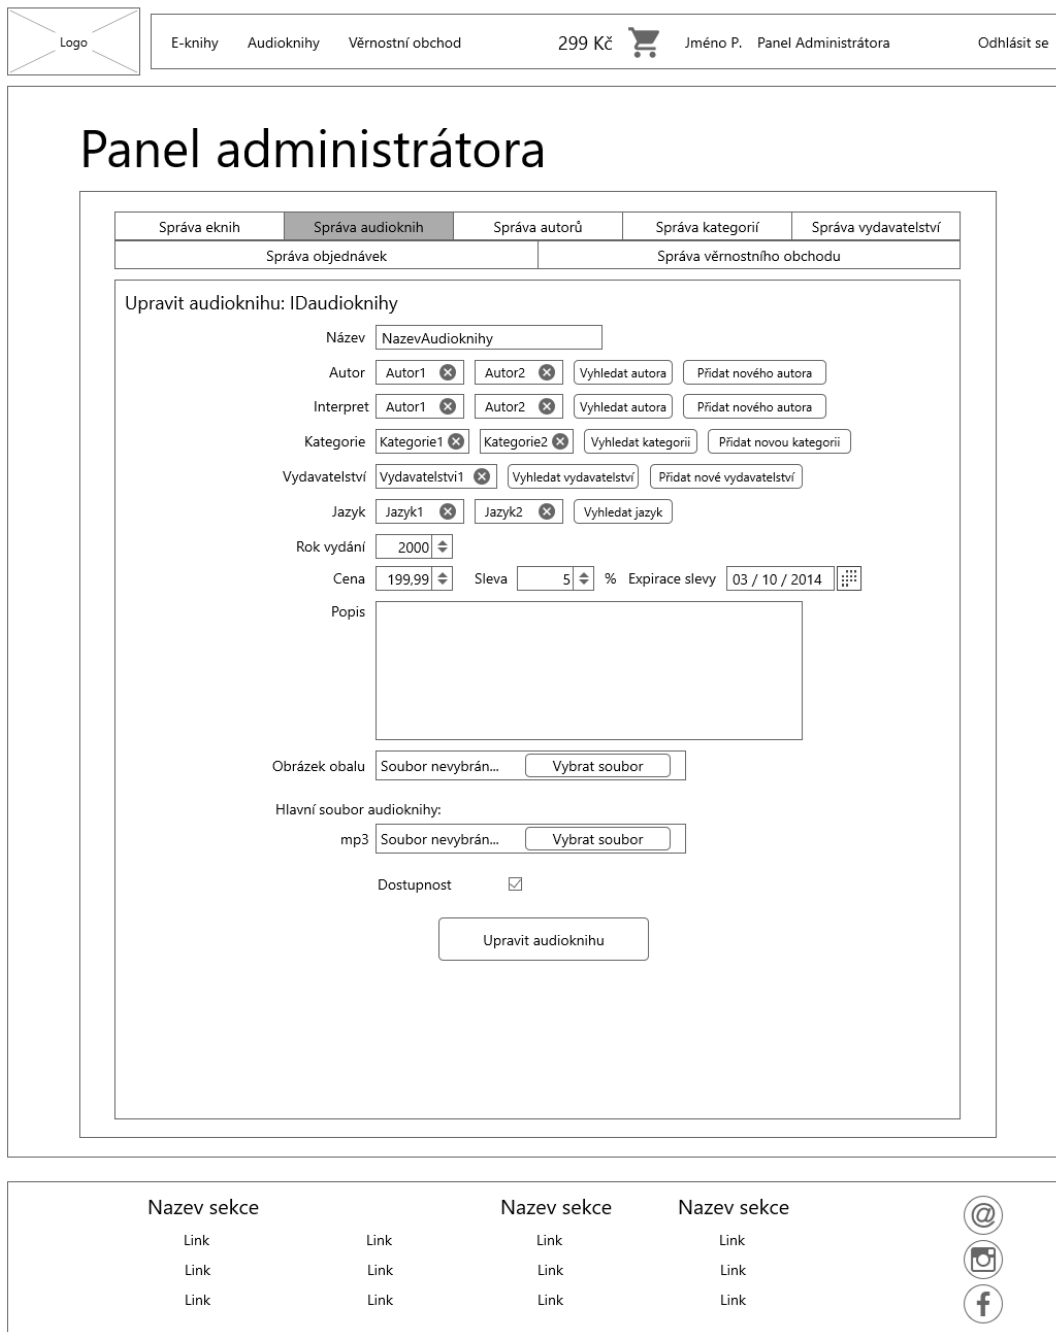 Logo E-knihy Audioknihy Věrnostní obchod 299 Kč Jméno P. Panel Administrátora Odhlásit se
Panel administrátora
Správa eknih Správa audioknih Správa autorů Správa kategorií Správa vydavatelství
Správa objednávek Správa věrnostního obchodu
Upravit audioknihu: IDaudioknihy
Název NazevAudioknihy
Autor Autor1 Autor2 Vyhledat autora Přidat nového autora
Interpret Autor1 Autor2 Vyhledat autora Přidat nového autora
Kategorie Kategorie1 Kategorie2 Vyhledat kategorii Přidat novou kategorii
Vydavatelství Vydavatelstvi1 Vyhledat vydavatelství Přidat nové vydavatelství
Jazyk Jazyk1 Jazyk2 Vyhledat jazyk
Rok vydání 2000
Cena 199,99 Sleva 5 % Expirace slevy 03 / 10 / 2014
Popis
Obrázek obalu Soubor nevybrán... Vybrat soubor
Hlavní soubor audioknihy:
mp3 Soubor nevybrán... Vybrat soubor
Dostupnost
Upravit audioknihu
Nazev sekce Nazev sekce Nazev sekce
Link Link Link Link
Link Link Link Link
Link Link Link Link